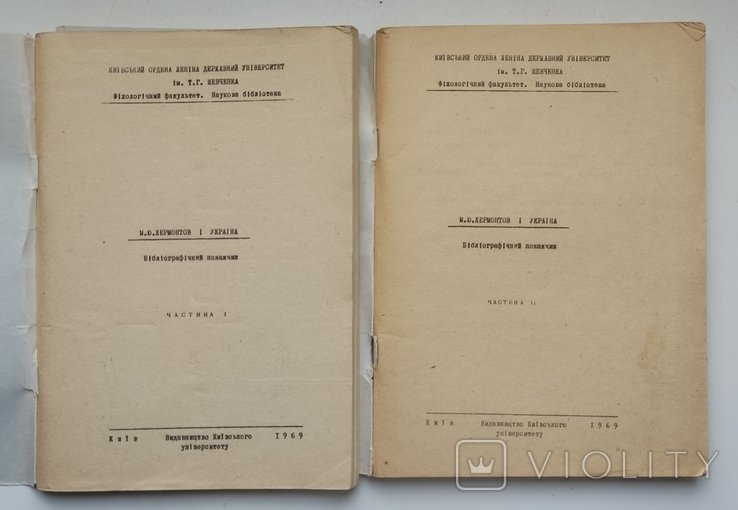 КИЇВСЬКИЙ ОРДЕНА ЛЕНІНА ДЕРЖАВНИЙ УНІВЕРСИТЕТ
ім. Т.Г. ШЕВЧЕНКА
Філологічний факультет. Наукова бібліотека
М.Ю.ЛЕРМОНТОВ І УКРАЇНА
Бібліографічний покажчик
ЧАСТИНА І
Київ Видавництво Київського 1969
університету
КИЇВСЬКИЙ ОРДЕНА ЛЕНІНА ДЕРЖАВНИЙ УНІВЕРСИТЕТ
ім. Т.Г. ШЕВЧЕНКА
Філологічний факультет. Наукова бібліотека
М.Ю.ЛЕРМОНТОВ І УКРАЇНА
Бібліографічний покажчик
ЧАСТИНА ІІ
Київ Видавництво Київського 1969
університету
VIOLITY